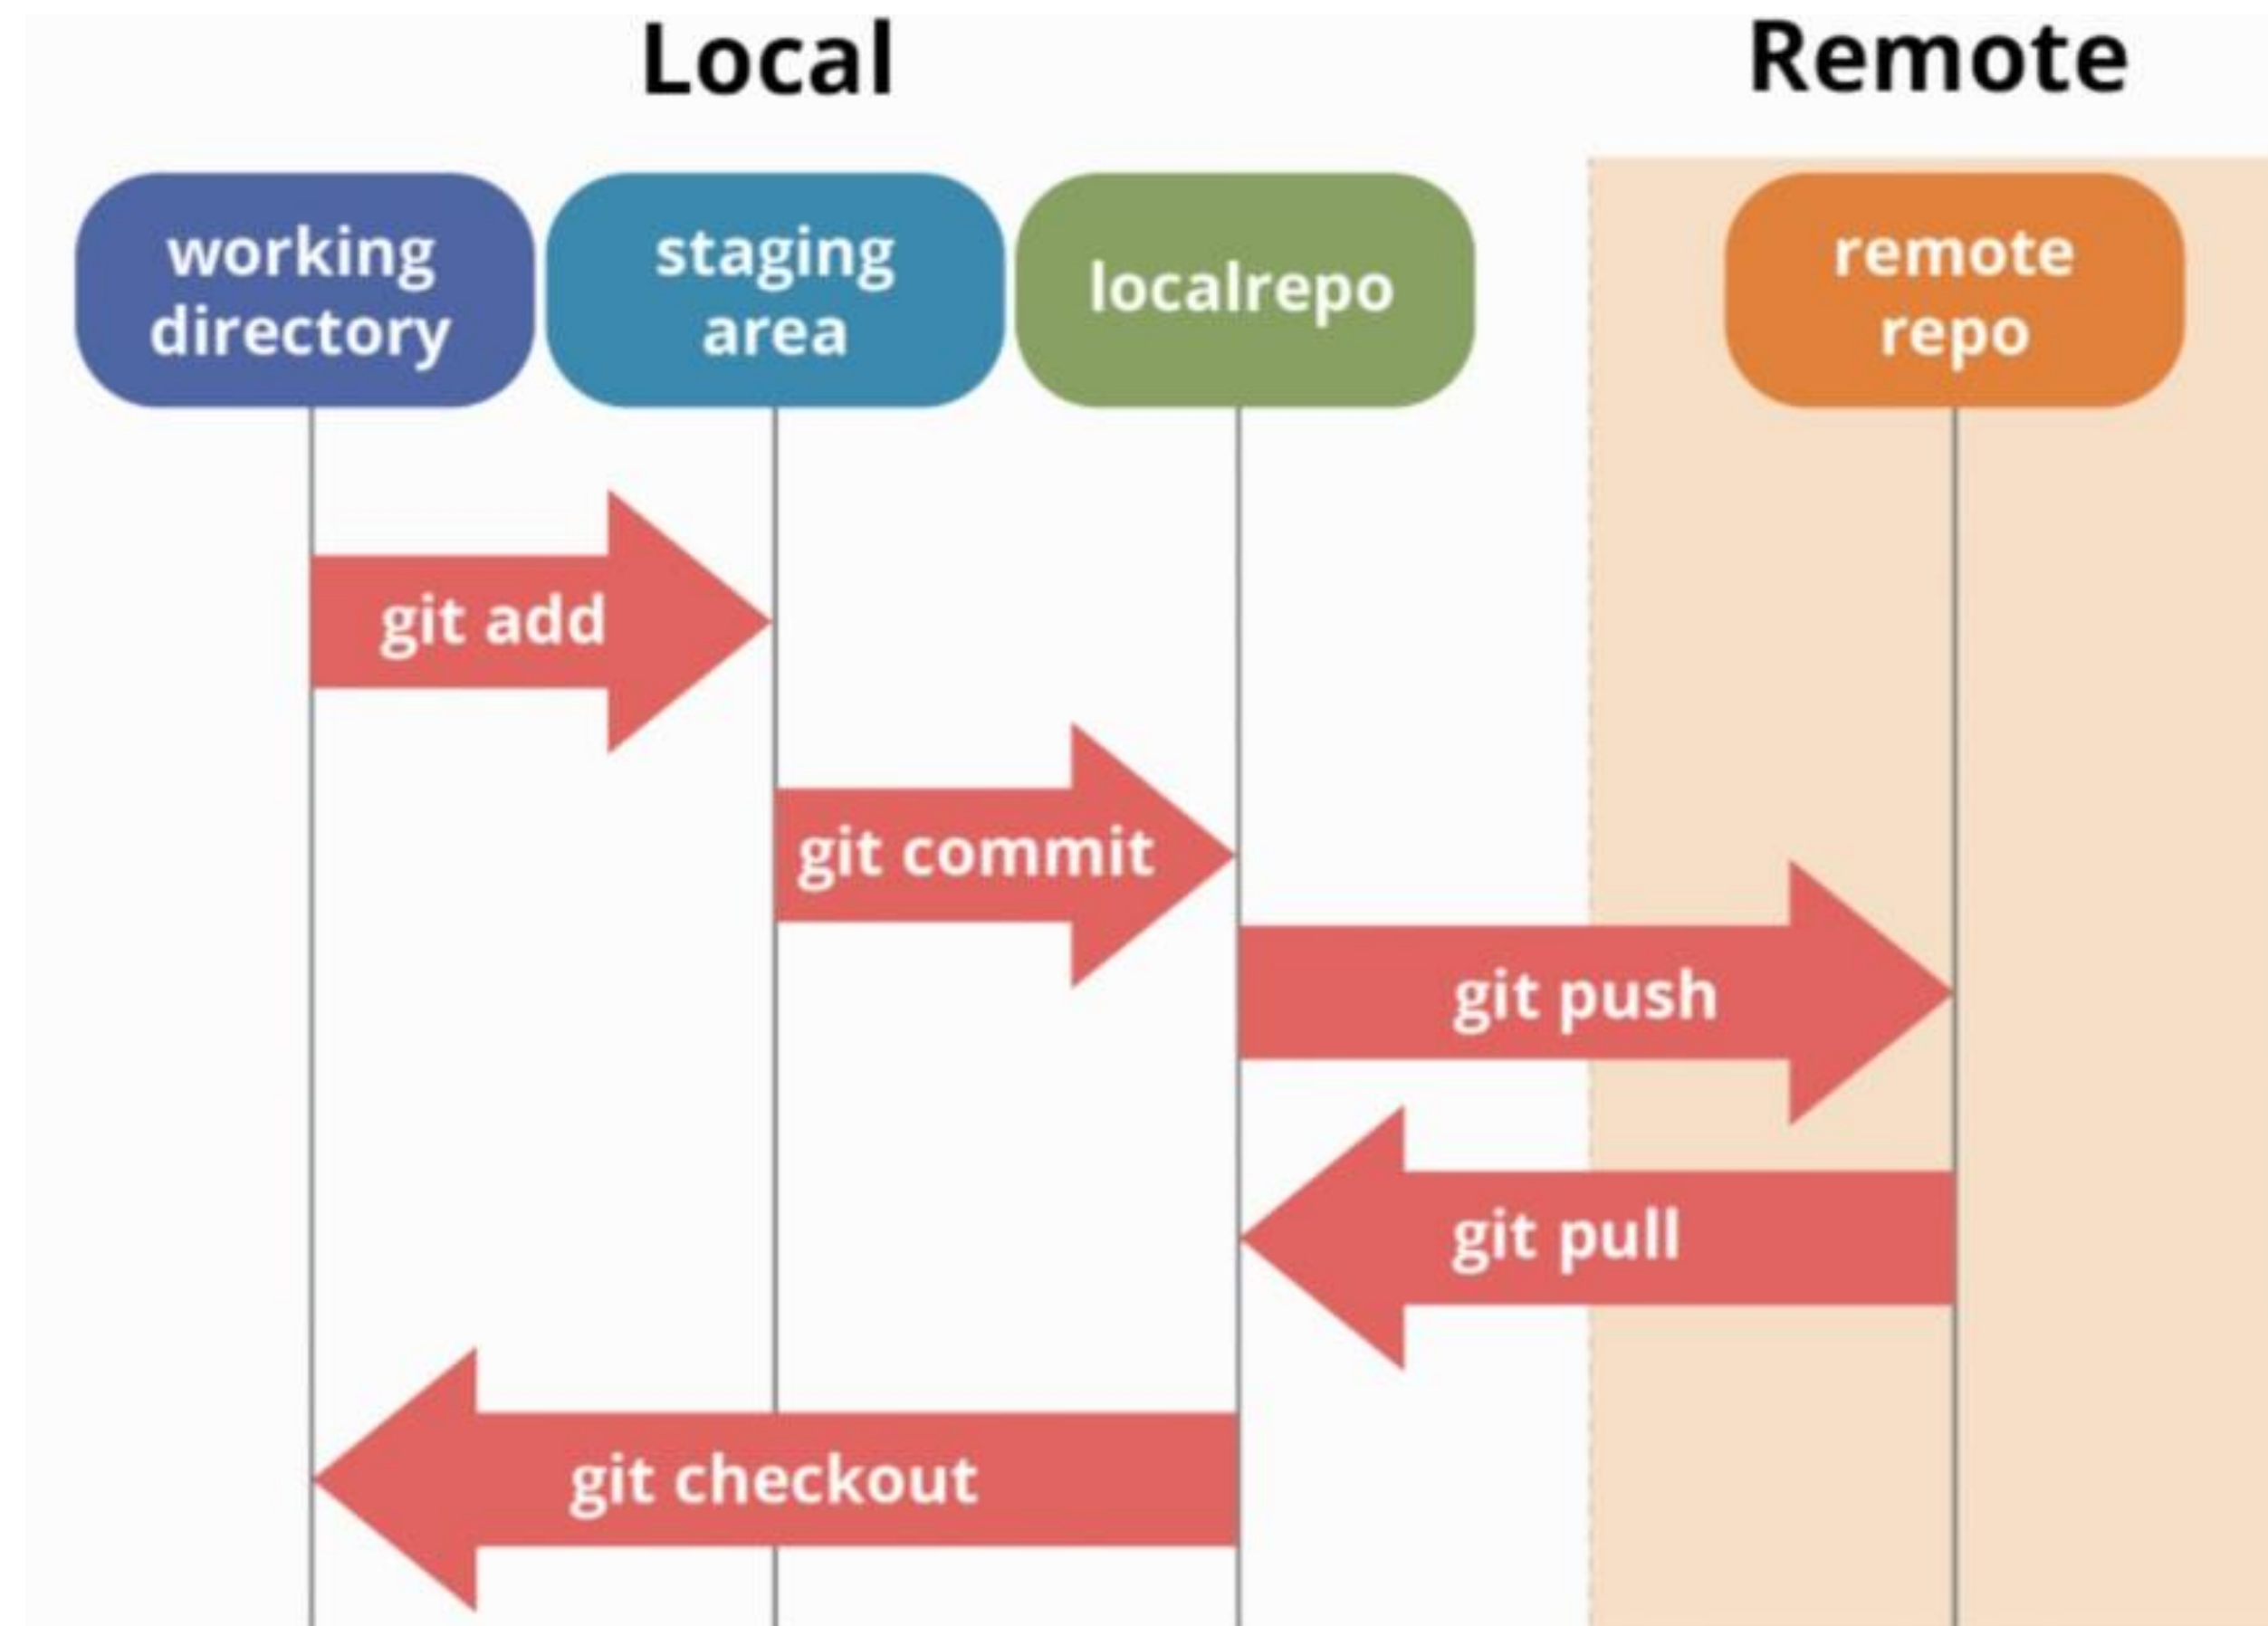 Local
Remote
working
directory
staging
area
localrepo
remote
repo
git add
git commit
git push
git pull
git checkout